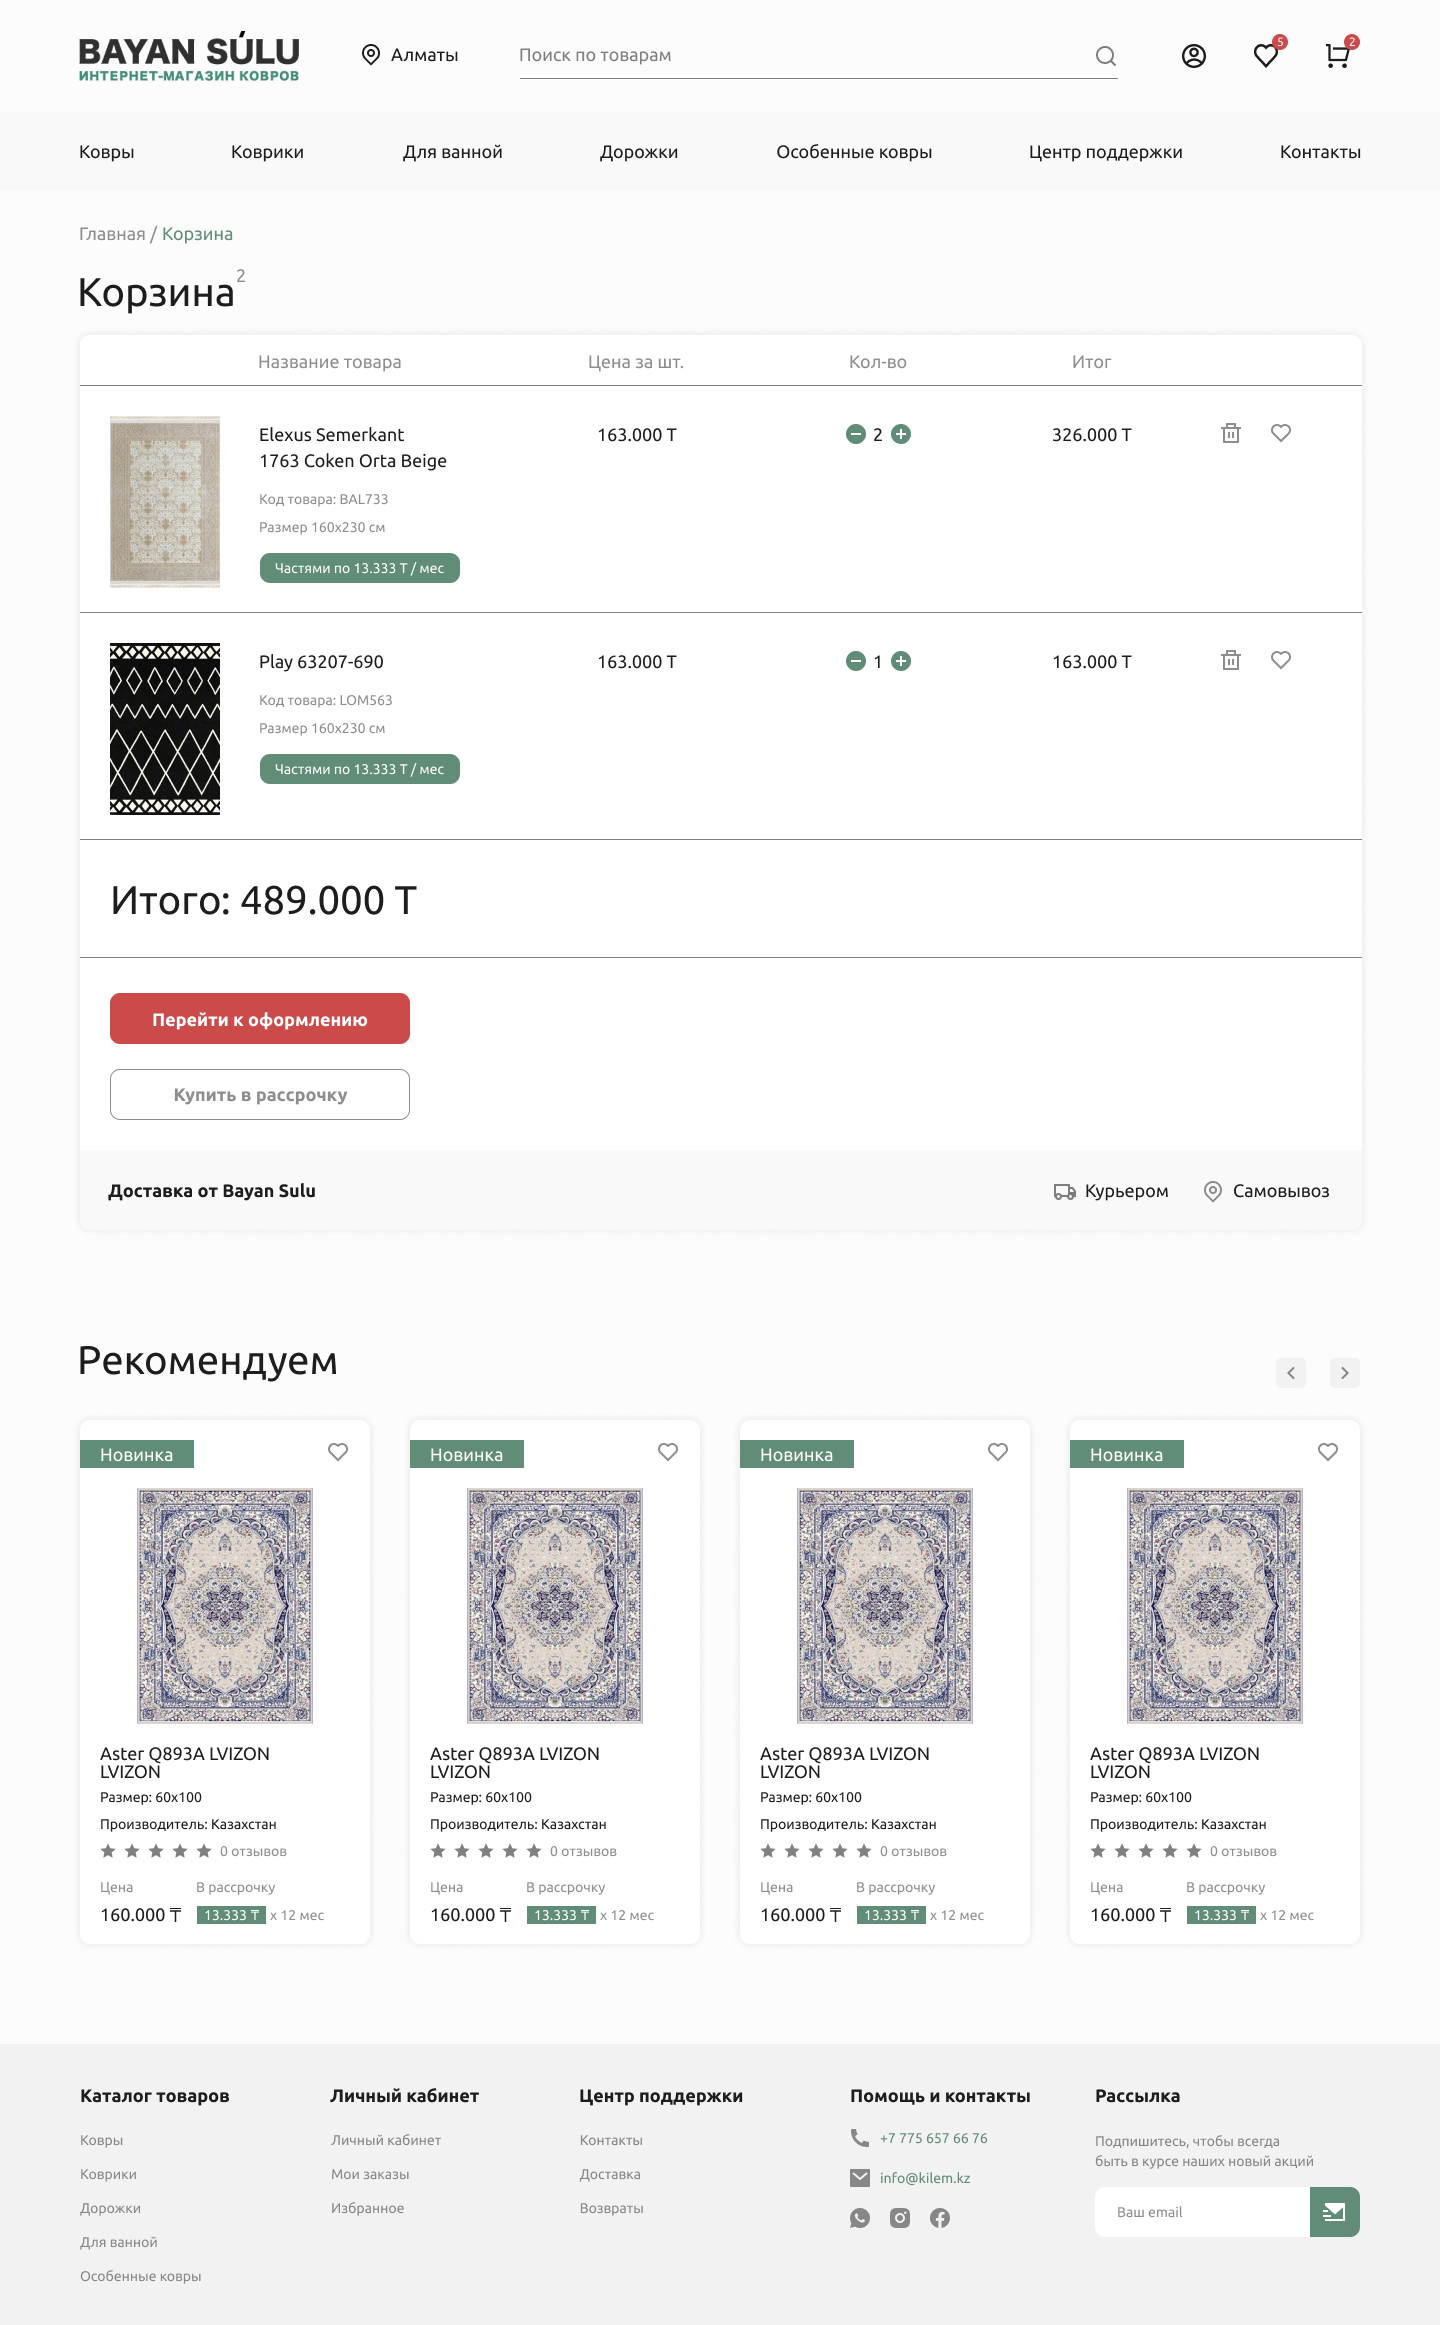 BAYAN SÚLU
ИНТЕРНЕТ-МАГАЗИН КОВРОВ
Алматы
Поиск по товарам
5
2
Ковры
Коврики
Для ванной
Дорожки
Особенные ковры
Центр поддержки
Контакты
Главная / Корзина
Корзина 2
Название товара
Цена за шт.
Кол-во
Итог
Elexus Semerkant
1763 Coken Orta Beige
163.000 T
2
326.000 T
Код товара: BAL733
Размер 160x230 см
Частями по 13.333 T / мес
Play 63207-690
163.000 T
1
163.000 T
Код товара: LOM563
Размер 160x230 см
Частями по 13.333 T / мес
Итого: 489.000 T
Перейти к оформлению
Купить в рассрочку
Доставка от Bayan Sulu
Курьером
Самовывоз
Рекомендуем
Новинка
Aster Q893A LVIZON
LVIZON
Размер: 60x100
Производитель: Казахстан
0 отзывов
Цена
В рассрочку
160.000 ₸
13.333 ₸ x 12 мес
Новинка
Aster Q893A LVIZON
LVIZON
Размер: 60x100
Производитель: Казахстан
0 отзывов
Цена
В рассрочку
160.000 ₸
13.333 ₸ x 12 мес
Новинка
Aster Q893A LVIZON
LVIZON
Размер: 60x100
Производитель: Казахстан
0 отзывов
Цена
В рассрочку
160.000 ₸
13.333 ₸ x 12 мес
Новинка
Aster Q893A LVIZON
LVIZON
Размер: 60x100
Производитель: Казахстан
0 отзывов
Цена
В рассрочку
160.000 ₸
13.333 ₸ x 12 мес
Каталог товаров
Ковры
Коврики
Дорожки
Для ванной
Особенные ковры
Личный кабинет
Личный кабинет
Мои заказы
Избранное
Центр поддержки
Контакты
Доставка
Возвраты
Помощь и контакты
+7 775 657 66 76
info@kilem.kz
Рассылка
Подпишитесь, чтобы всегда
быть в курсе наших новый акций
Ваш email